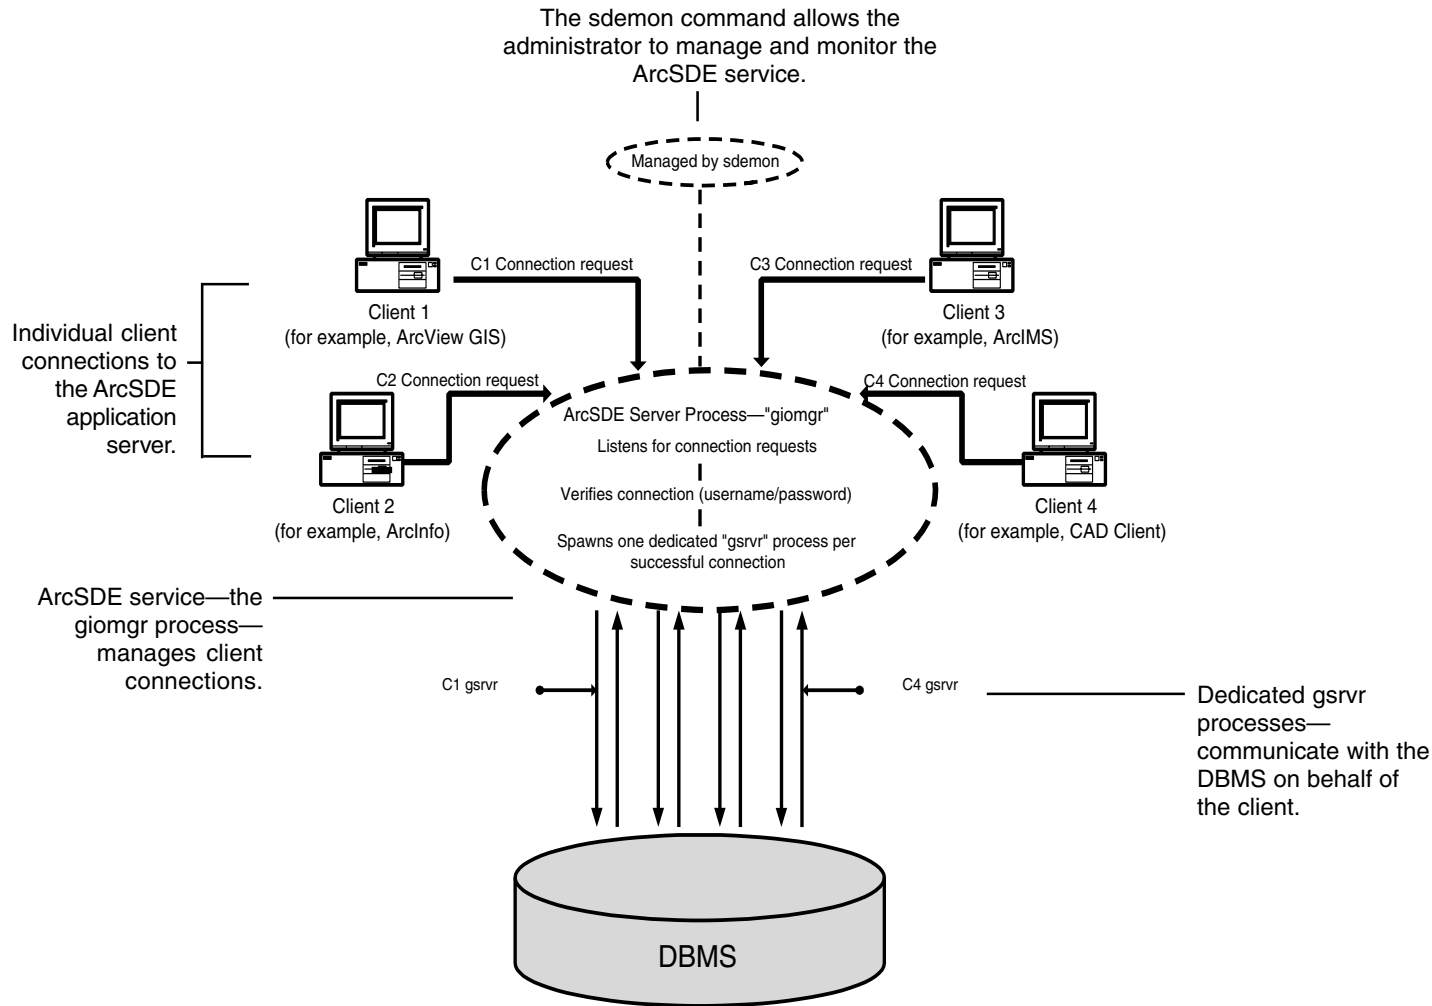 The sdemon command allows the
administrator to manage and monitor the
ArcSDE service.
Managed by sdemon
C1 Connection request
C3 Connection request
Client 1
(for example, ArcView GIS)
Client 3
(for example, ArcIMS)
Individual client
connections to
the ArcSDE
application
server.
C2 Connection request
C4 Connection request
ArcSDE Server Process—"giomgr"
Listens for connection requests
Verifies connection (username/password)
Spawns one dedicated "gsrvr" process per
successful connection
Client 2
(for example, ArcInfo)
Client 4
(for example, CAD Client)
ArcSDE service—the
giomgr process—
manages client
connections.
C1 gsrvr
C4 gsrvr
Dedicated gsrvr
processes—
communicate with the
DBMS on behalf of
the client.
DBMS